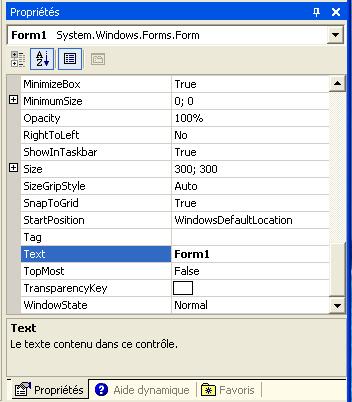 Propriétés
Form1 System.Windows.Forms.Form
MinimizeBox True
MinimumSize 0; 0
Opacity 100%
RightToLeft No
ShowInTaskbar True
Size 300; 300
SizeGripStyle Auto
SnapToGrid True
StartPosition WindowsDefaultLocation
Tag
Text Form1
TopMost False
TransparencyKey
WindowState Normal
Text
Le texte contenu dans ce contrôle.
Propriétés Aide dynamique Favoris